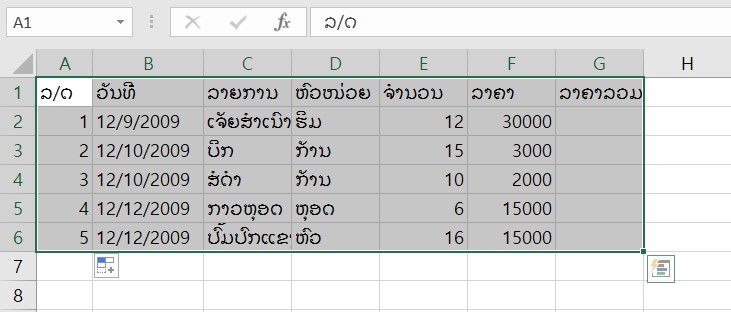 A1 fx ລ/ດ
A B C D E F G H
1 ລ/ດ ວັນທີ ລາຍການ ຫົວໜ່ວຍ ຈຳນວນ ລາຄາ ລາຄາລວມ
2 1 12/9/2009 ເຈັຍສຳເນົາ ຣິມ 12 30000
3 2 12/10/2009 ບິກ ກ້ານ 15 3000
4 3 12/10/2009 ສໍດຳ ກ້ານ 10 2000
5 4 12/12/2009 ກາວຫຼອດ ຫຼອດ 6 15000
6 5 12/12/2009 ປຶ້ມປົກແຂ ຫົວ 16 15000
7
8